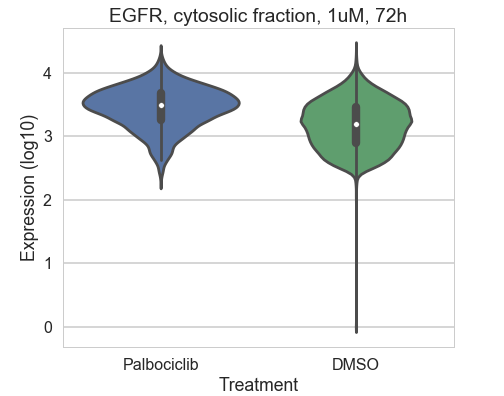 EGFR, cytosolic fraction, 1uM, 72h
Expression (log10)
4
3
2
1
0
Palbociclib
DMSO
Treatment